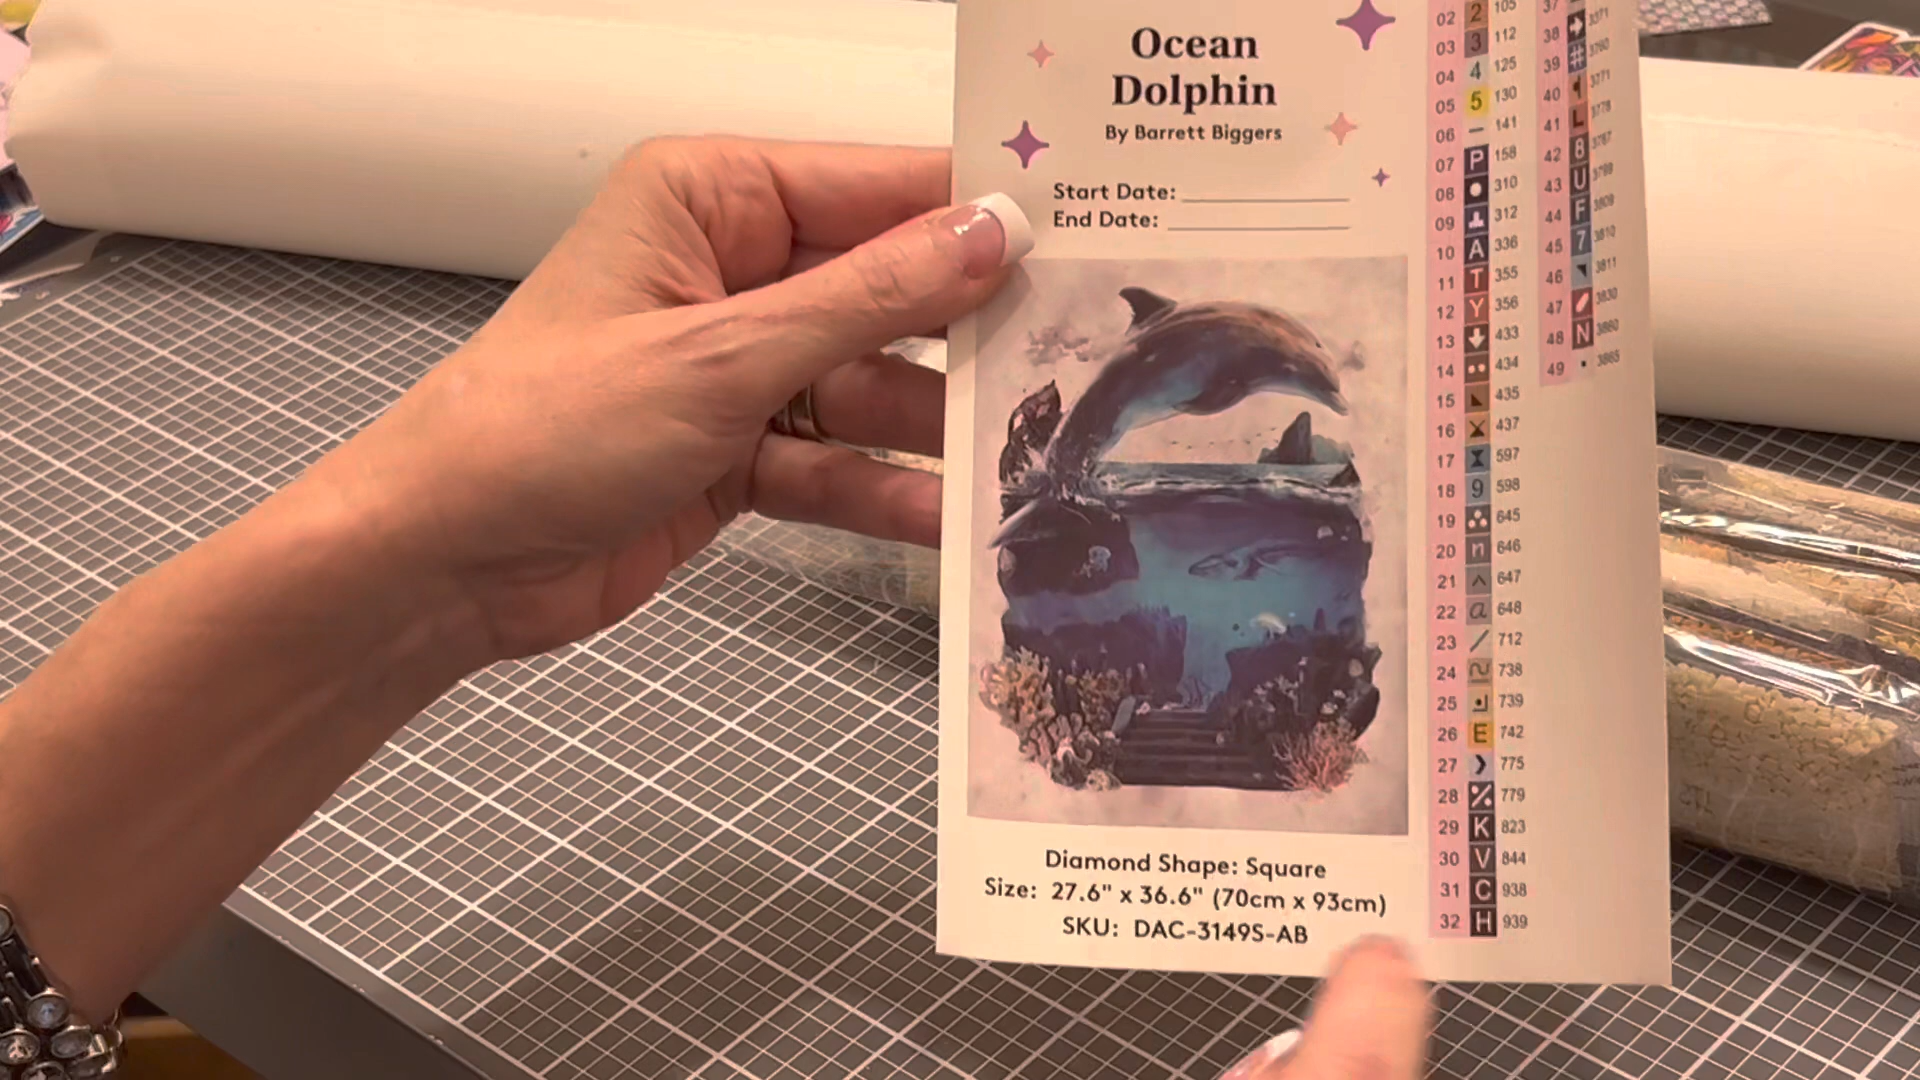 Ocean
Dolphin
By Barrett Biggers
Start Date:
End Date:
Diamond Shape: Square
Size: 27.6" x 36.6" (70cm x 93cm)
SKU: DAC-3149S-AB
02 2 105
03 3 112
04 4 125
05 5 130
06 – 141
07 P 158
08 ● 310
09 312
10 A 336
11 T 355
12 Y 356
13 433
14 434
15 435
16 437
17 597
18 9 598
19 645
20 n 646
21 ^ 647
22 a 648
23 / 712
24 738
25 739
26 E 742
27 775
28 779
29 K 823
30 V 844
31 C 938
32 H 939
37
38 3371
39 # 3760
40 3771
41 L 3778
42 8 3787
43 U 3799
44 F 3809
45 7 3810
46 3811
47 3830
48 N 3860
49 3865